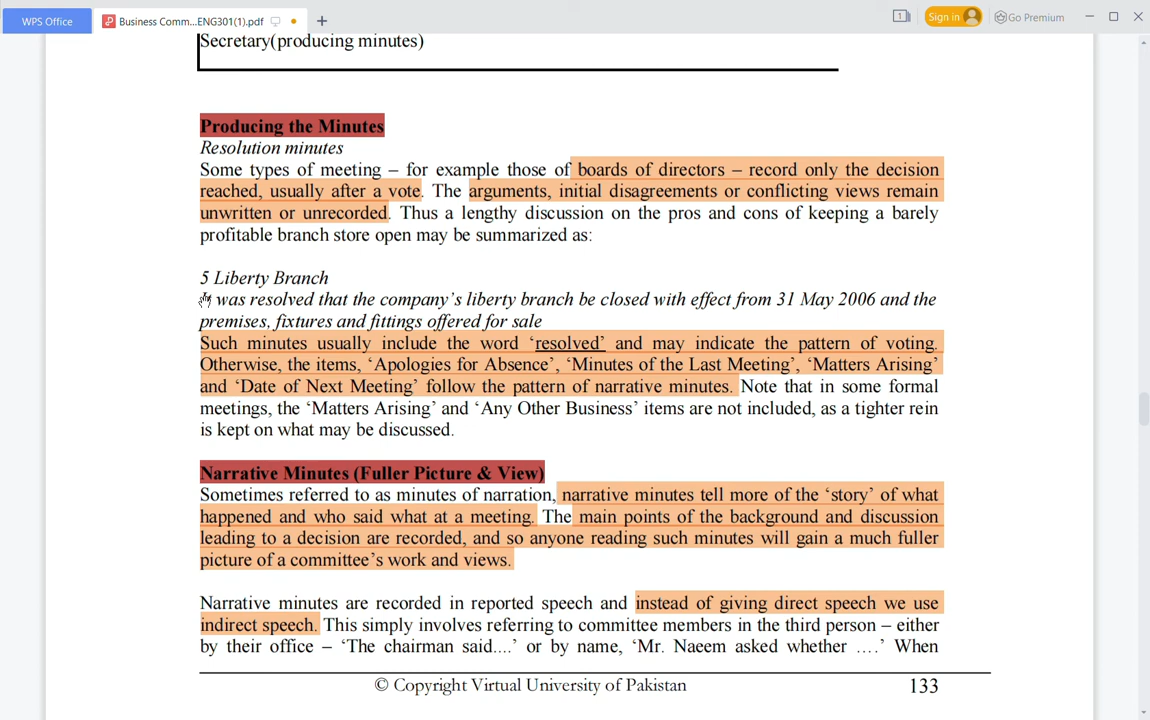 WPS Office
Business Comm...ENG301(1).pdf
1
Sign in
Go Premium
Secretary(producing minutes)
Producing the Minutes
Resolution minutes
Some types of meeting – for example those of boards of directors – record only the decision
reached, usually after a vote. The arguments, initial disagreements or conflicting views remain
unwritten or unrecorded. Thus a lengthy discussion on the pros and cons of keeping a barely
profitable branch store open may be summarized as:
5 Liberty Branch
was resolved that the company's liberty branch be closed with effect from 31 May 2006 and the
premises, fixtures and fittings offered for sale
Such minutes usually include the word 'resolved' and may indicate the pattern of voting.
Otherwise, the items, 'Apologies for Absence', 'Minutes of the Last Meeting', 'Matters Arising'
and 'Date of Next Meeting' follow the pattern of narrative minutes. Note that in some formal
meetings, the 'Matters Arising' and 'Any Other Business' items are not included, as a tighter rein
is kept on what may be discussed.
Narrative Minutes (Fuller Picture & View)
Sometimes referred to as minutes of narration, narrative minutes tell more of the 'story' of what
happened and who said what at a meeting. The main points of the background and discussion
leading to a decision are recorded, and so anyone reading such minutes will gain a much fuller
picture of a committee's work and views.
Narrative minutes are recorded in reported speech and instead of giving direct speech we use
indirect speech. This simply involves referring to committee members in the third person – either
by their office – 'The chairman said....' or by name, 'Mr. Naeem asked whether ….' When
© Copyright Virtual University of Pakistan
133